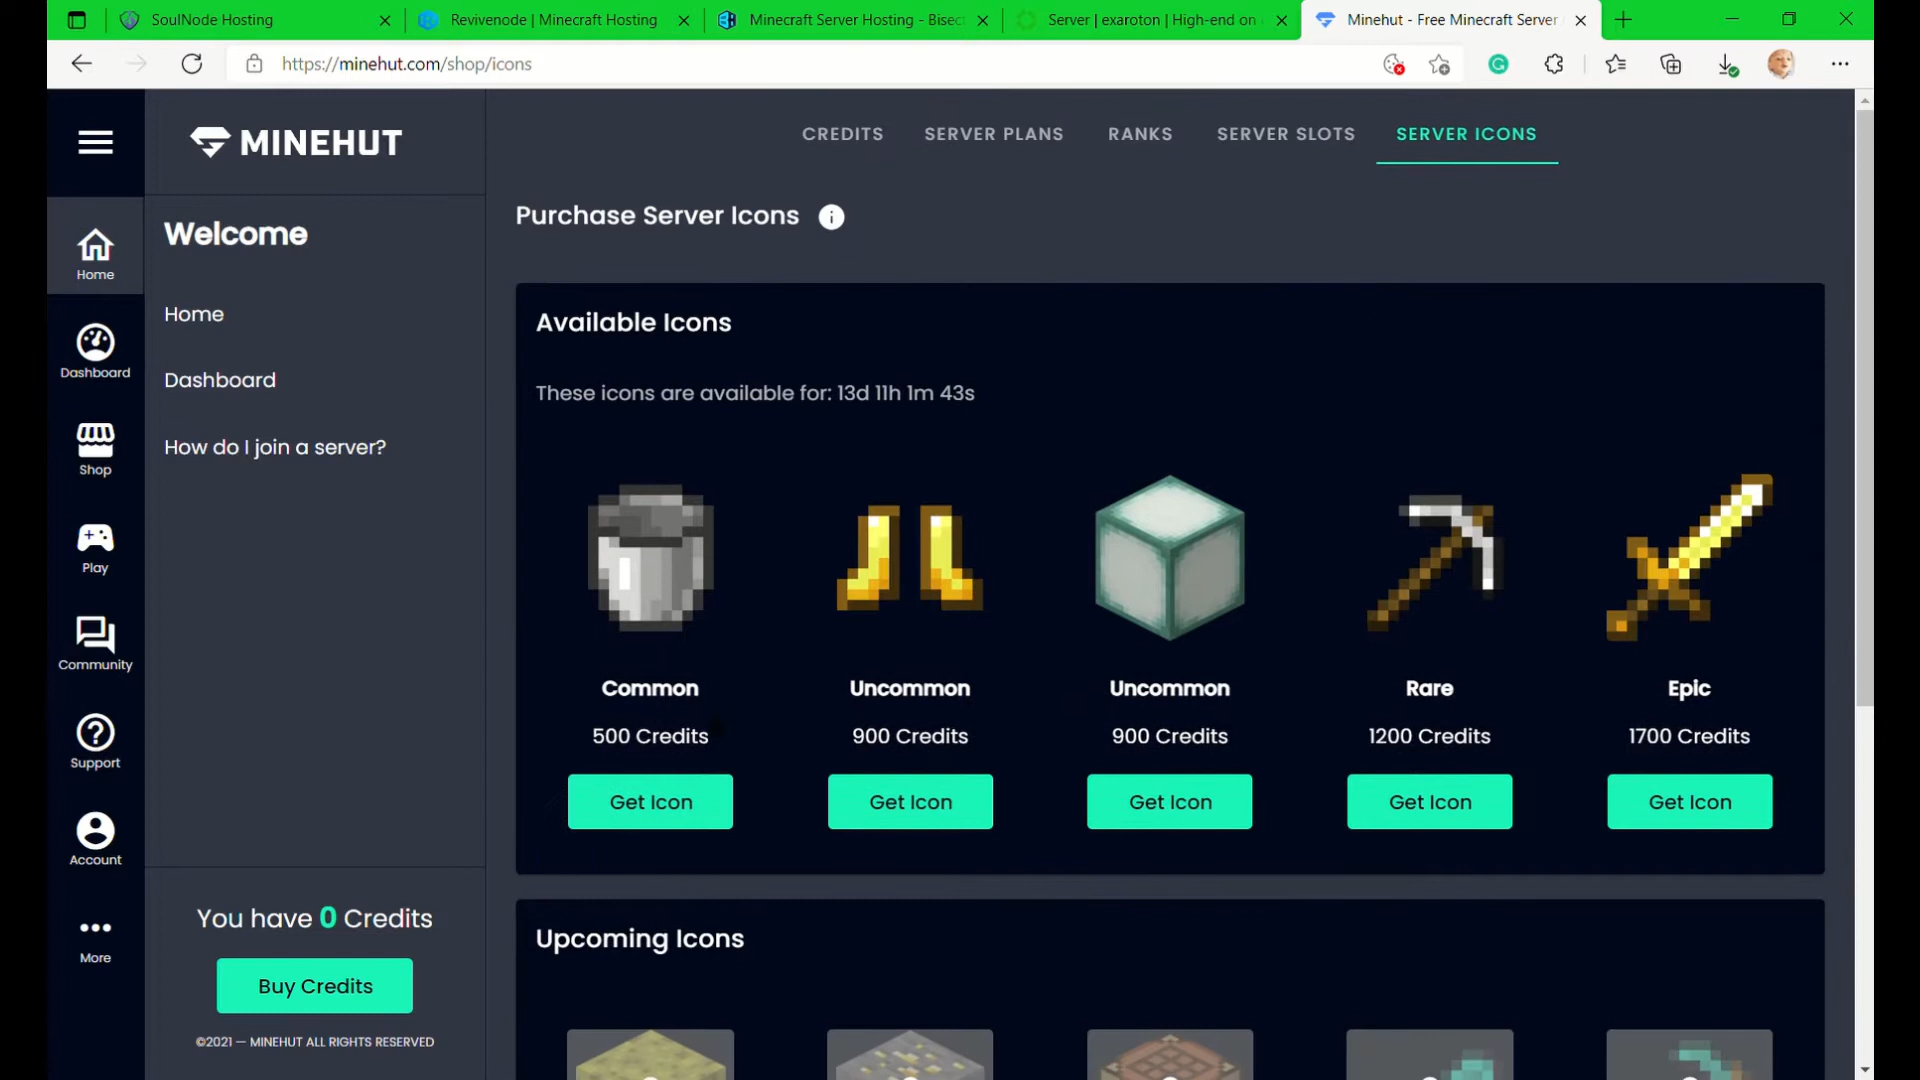 SoulNode Hosting
Revivenode | Minecraft Hosting
Minecraft Server Hosting - Bisect
Server | exaroton | High-end on
Minehut - Free Minecraft Server
https://minehut.com/shop/icons
MINEHUT
CREDITS
SERVER PLANS
RANKS
SERVER SLOTS
SERVER ICONS
Home
Dashboard
Shop
Play
Community
Support
Account
More
Welcome
Home
Dashboard
How do I join a server?
You have 0 Credits
Buy Credits
©2021 — MINEHUT ALL RIGHTS RESERVED
Purchase Server Icons
Available Icons
These icons are available for: 13d 11h 1m 43s
Common
Uncommon
Uncommon
Rare
Epic
500 Credits
900 Credits
900 Credits
1200 Credits
1700 Credits
Get Icon
Get Icon
Get Icon
Get Icon
Get Icon
Upcoming Icons